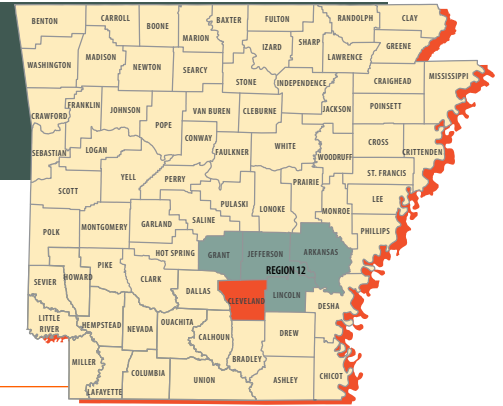 BENTON
CARROLL
BOONE
BAXTER
FULTON
RANDOLPH
CLAY
MARION
IZARD
SHARP
GREENE
WASHINGTON
MADISON
NEWTON
SEARCY
LAWRENCE
STONE
INDEPENDENCE
CRAIGHEAD
MISSISSIPPI
CRAWFORD
FRANKLIN
JOHNSON
POPE
VAN BUREN
CLEBURNE
JACKSON
POINSETT
SEBASTIAN
LOGAN
CONWAY
FAULKNER
WHITE
WOODRUFF
CROSS
CRITTENDEN
SCOTT
YELL
PERRY
PRAIRIE
ST. FRANCIS
LEE
PULASKI
LONOKE
MONROE
PHILLIPS
POLK
MONTGOMERY
GARLAND
SALINE
HOT SPRING
GRANT
JEFFERSON
ARKANSAS
REGION 12
SEVIER
HOWARD
PIKE
CLARK
DALLAS
CLEVELAND
LINCOLN
DESHA
LITTLE
RIVER
HEMPSTEAD
NEVADA
OUACHITA
CALHOUN
DREW
BRADLEY
MILLER
LAFAYETTE
COLUMBIA
UNION
ASHLEY
CHICOT